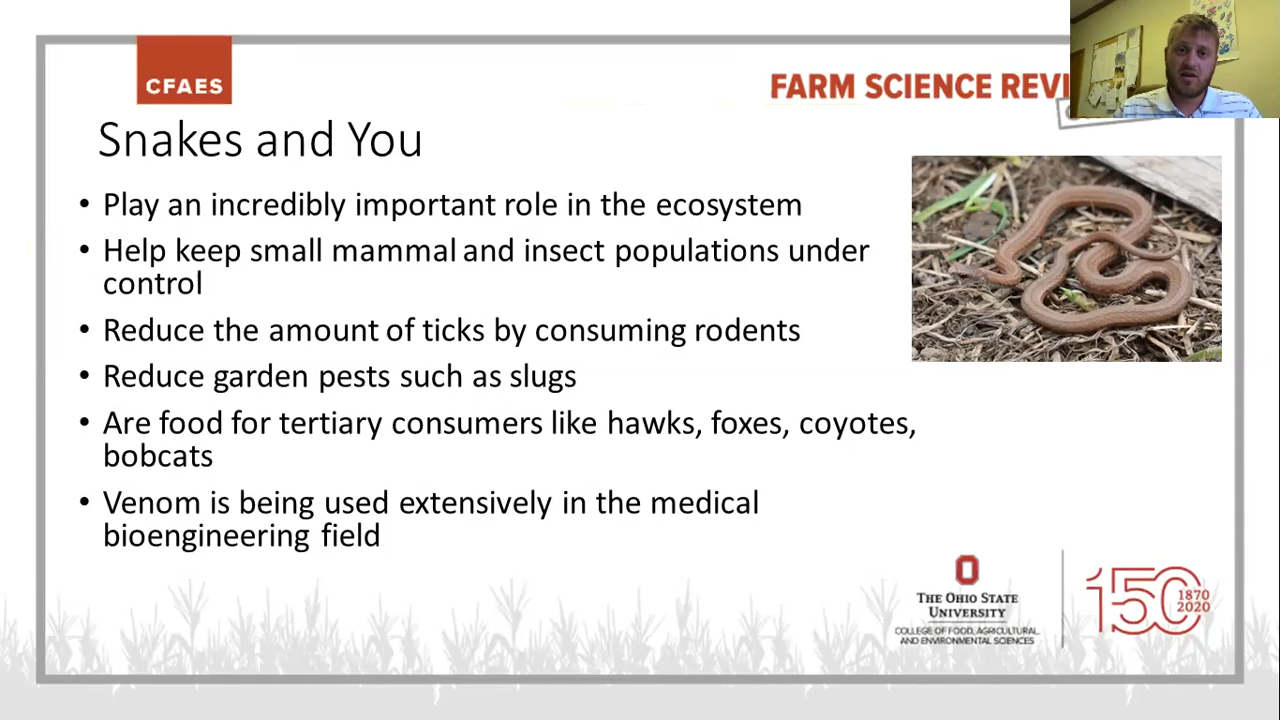 CFAES
FARM SCIENCE
Snakes and You
• Play an incredibly important role in the ecosystem
• Help keep small mammal and insect populations under
control
• Reduce the amount of ticks by consuming rodents
• Reduce garden pests such as slugs
• Are food for tertiary consumers like hawks, foxes, coyotes,
bobcats
• Venom is being used extensively in the medical
bioengineering field
THE OHIO STATE
UNIVERSITY
COLLEGE OF FOOD, AGRICULTURAL,
AND ENVIRONMENTAL SCIENCES
150
1870
2020